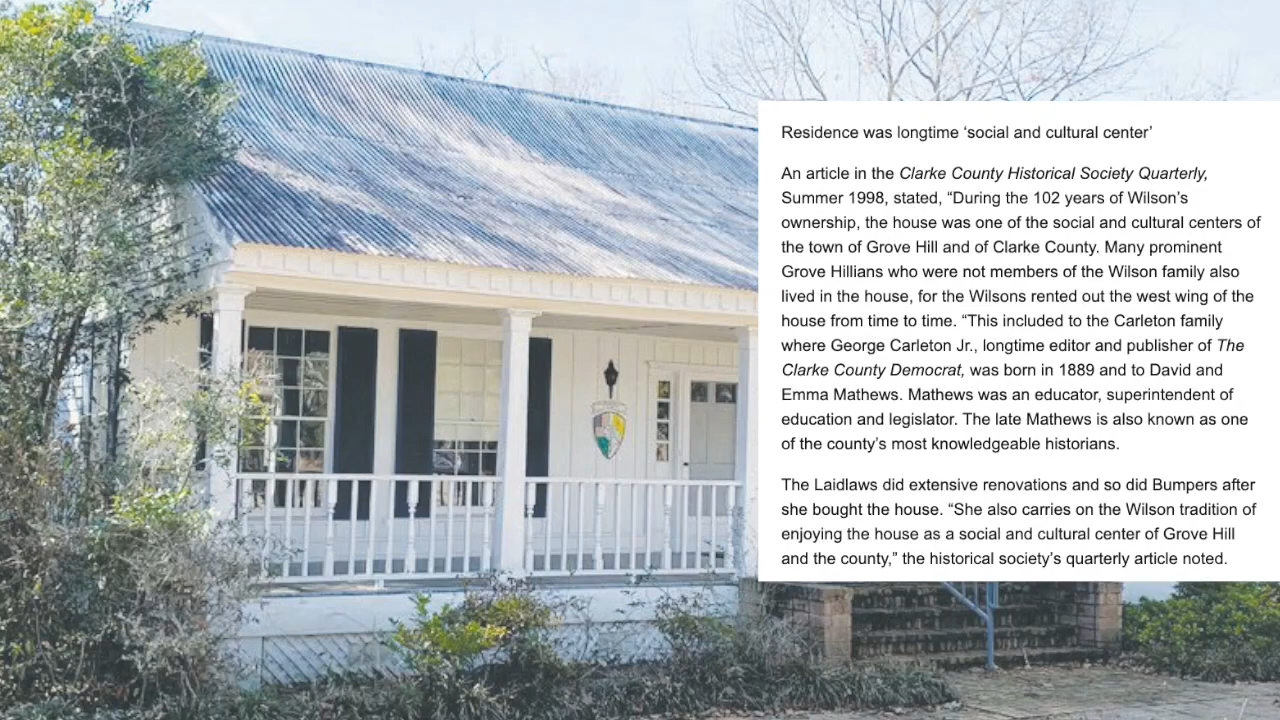 Residence was longtime ‘social and cultural center’
An article in the Clarke County Historical Society Quarterly,
Summer 1998, stated, “During the 102 years of Wilson’s
ownership, the house was one of the social and cultural centers of
the town of Grove Hill and of Clarke County. Many prominent
Grove Hillians who were not members of the Wilson family also
lived in the house, for the Wilsons rented out the west wing of the
house from time to time. “This included to the Carleton family
where George Carleton Jr., longtime editor and publisher of The
Clarke County Democrat, was born in 1889 and to David and
Emma Mathews. Mathews was an educator, superintendent of
education and legislator. The late Mathews is also known as one
of the county’s most knowledgeable historians.
The Laidlaws did extensive renovations and so did Bumpers after
she bought the house. “She also carries on the Wilson tradition of
enjoying the house as a social and cultural center of Grove Hill
and the county,” the historical society’s quarterly article noted.